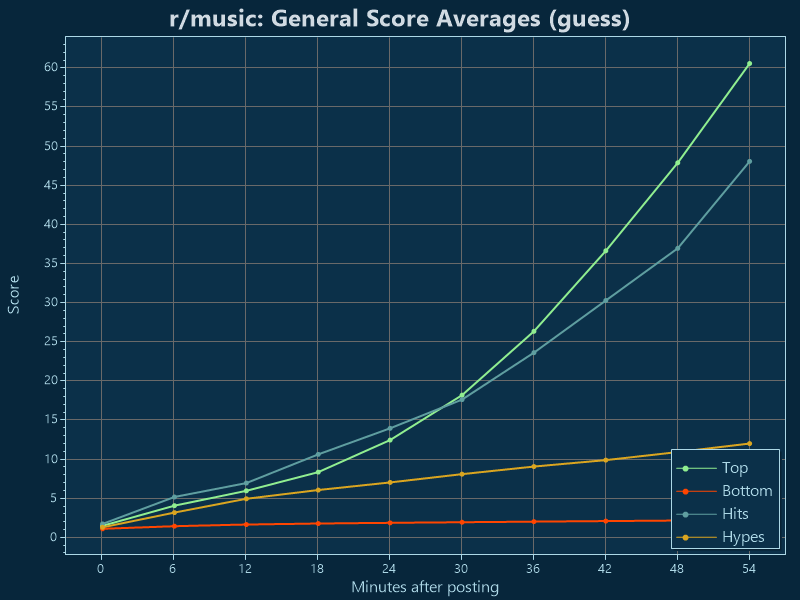 r/music: General Score Averages (guess)
Score
60
55
50
45
40
35
30
25
20
15
10
5
0
0 6 12 18 24 30 36 42 48 54
Minutes after posting
Top
Bottom
Hits
Hypes